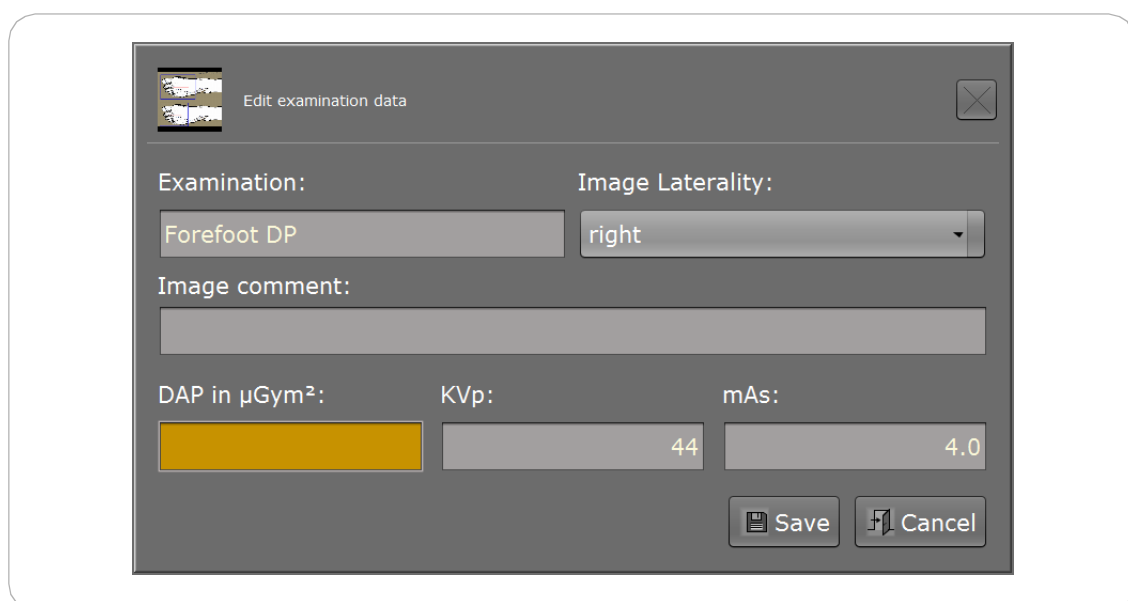 Edit examination data
Examination: Image Laterality:
Forefoot DP right
Image comment:
DAP in µGym²: KVp: mAs:
44 4.0
Save Cancel